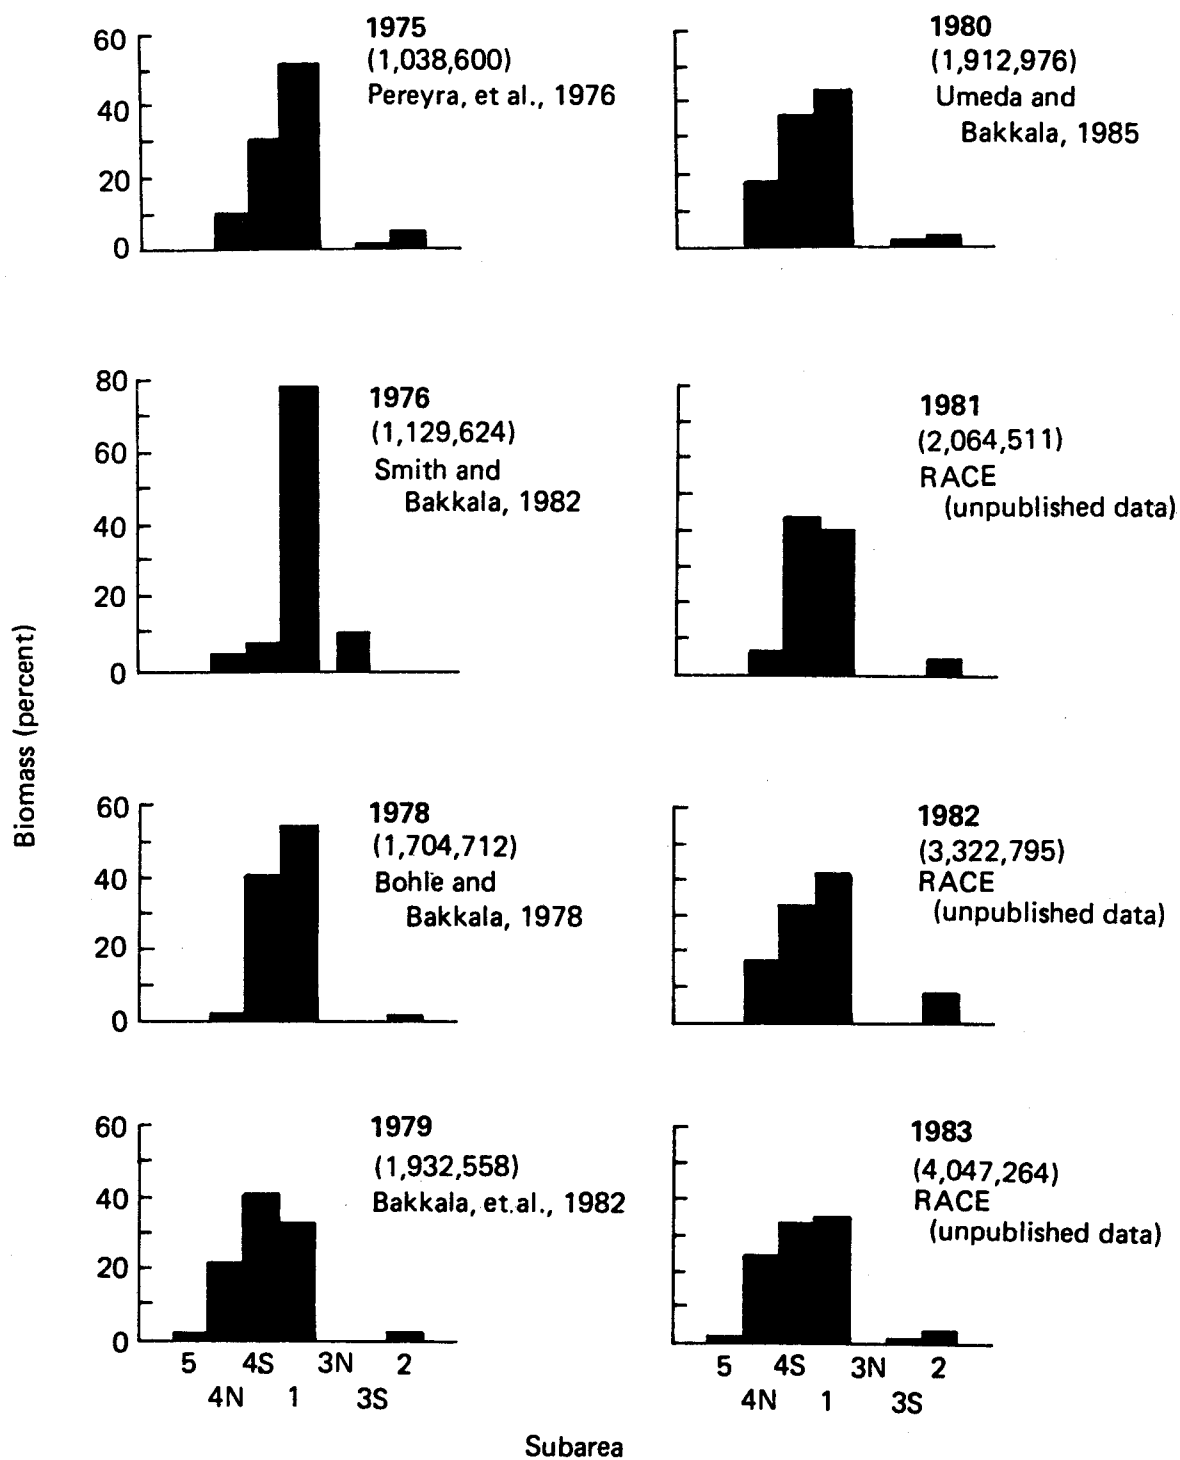 1975
(1,038,600)
Pereyra, et al., 1976
60
40
20
0
1980
(1,912,976)
Umeda and
Bakkala, 1985
1976
(1,129,624)
Smith and
Bakkala, 1982
80
60
40
20
0
1981
(2,064,511)
RACE
(unpublished data)
Biomass (percent)
1978
(1,704,712)
Bohle and
Bakkala, 1978
60
40
20
0
1982
(3,322,795)
RACE
(unpublished data)
1979
(1,932,558)
Bakkala, et.al., 1982
60
40
20
0
5 4S 3N 2
4N 1 3S
1983
(4,047,264)
RACE
(unpublished data)
5 4S 3N 2
4N 1 3S
Subarea